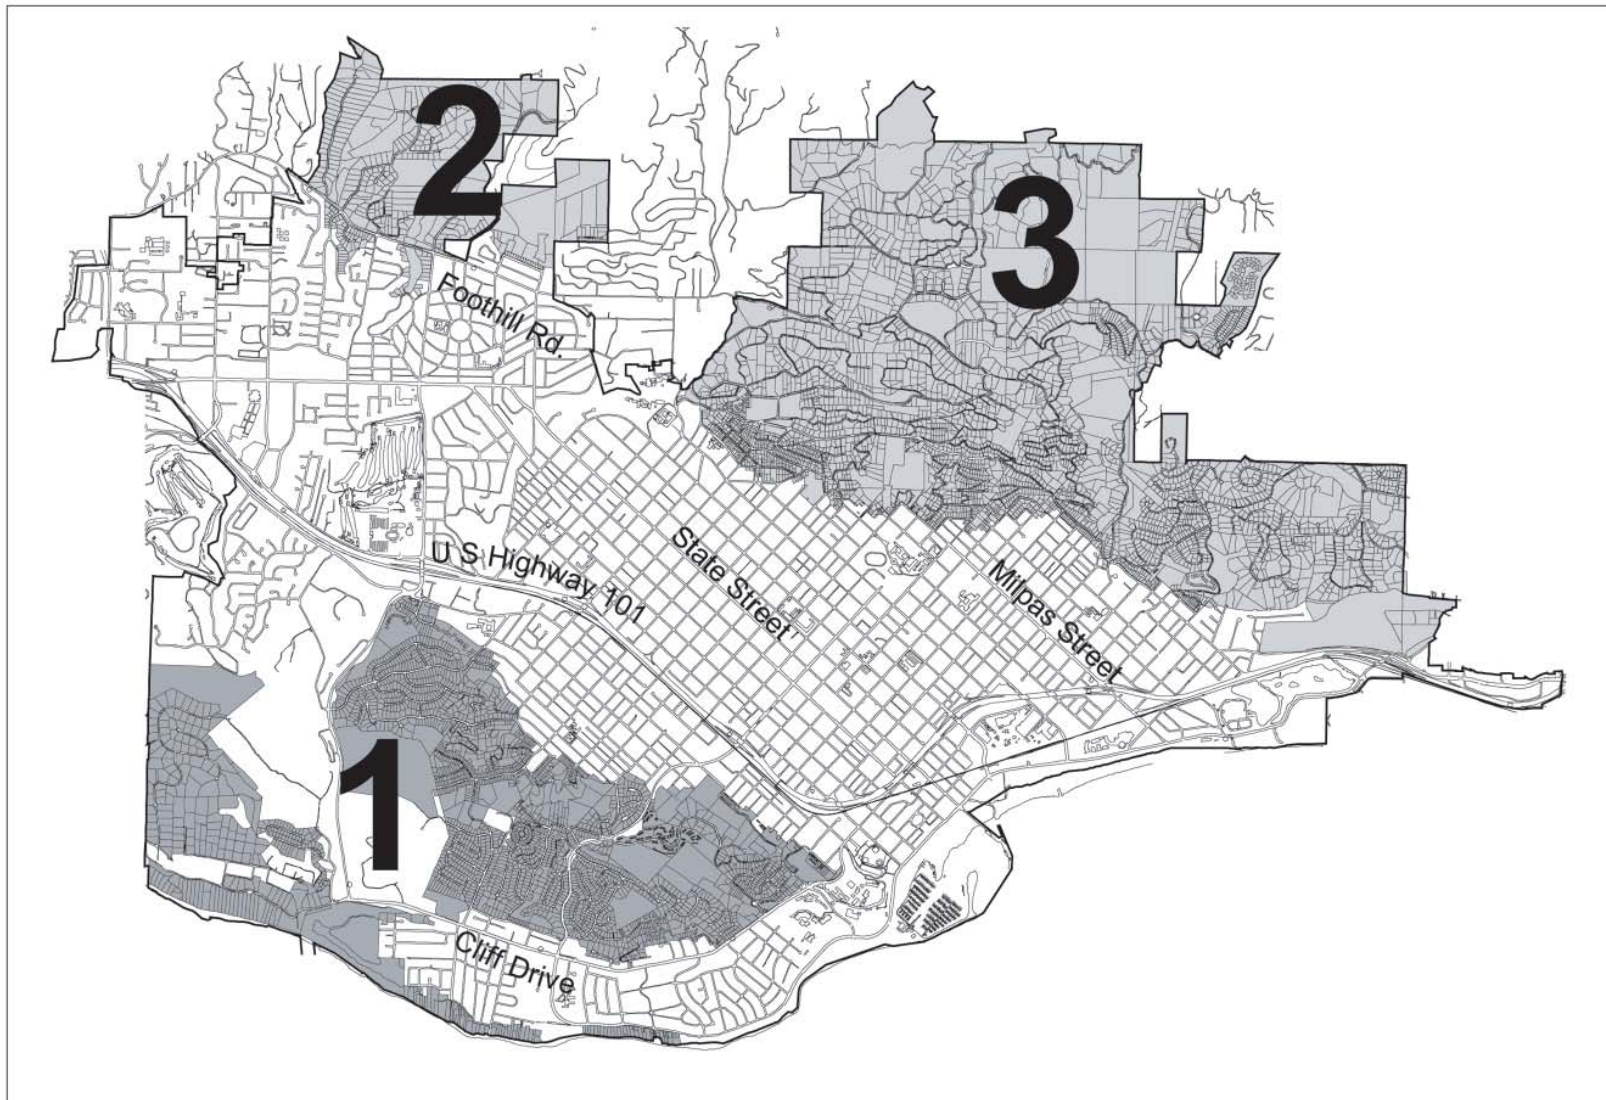 2
3
Foothill Rd.
U S Highway 101
State Street
Milpas Street
1
Cliff Drive